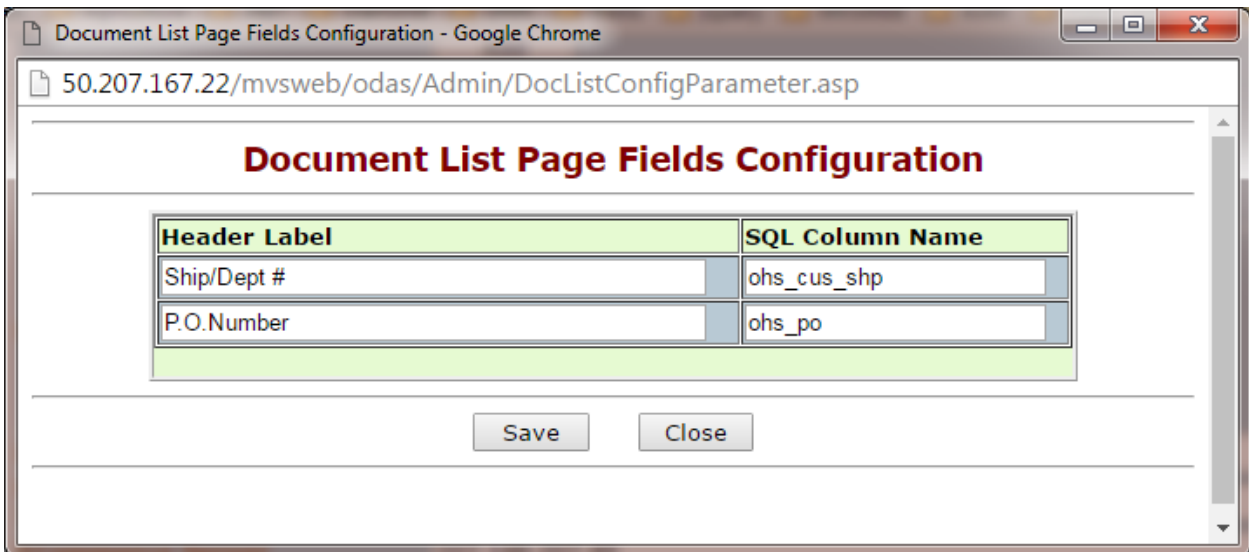 Document List Page Fields Configuration - Google Chrome
50.207.167.22/mvsweb/odas/Admin/DocListConfigParameter.asp
Document List Page Fields Configuration
Header Label SQL Column Name
Ship/Dept # ohs_cus_shp
P.O.Number ohs_po
Save Close